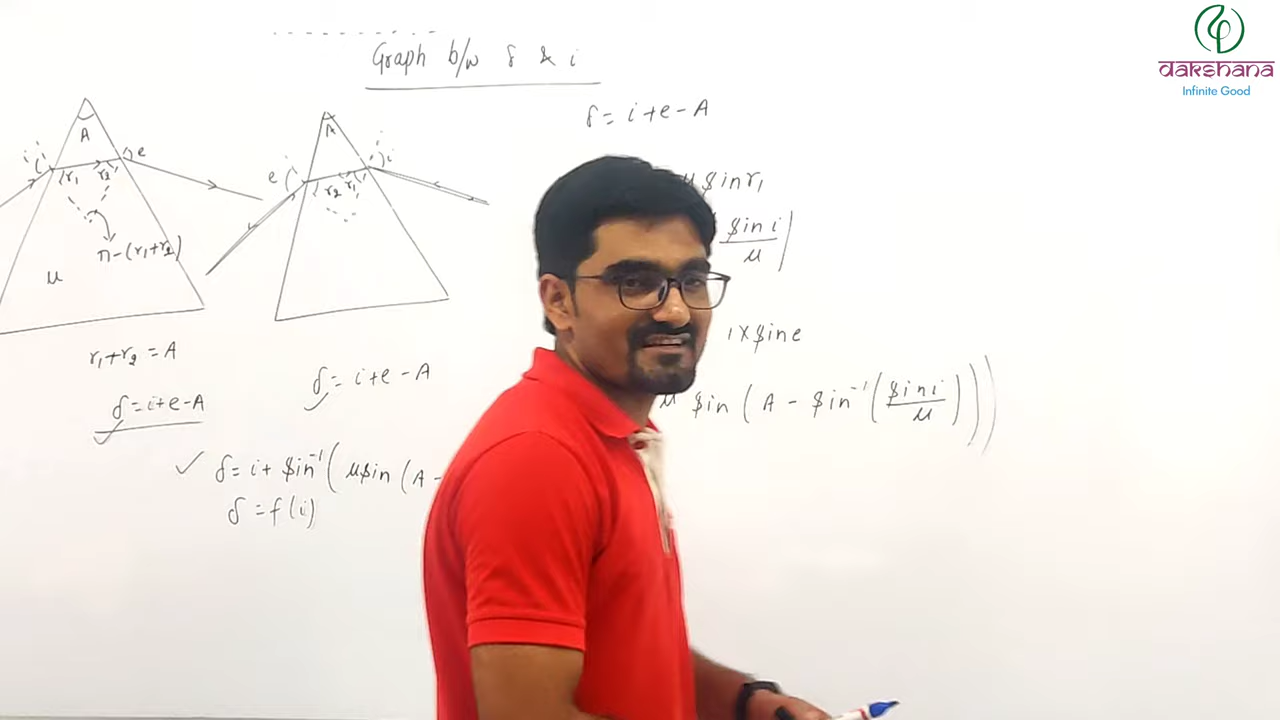 Graph b/w δ & i
dakshana
Infinite Good
δ = i + e - A
A
i
e
r₁
r₂
π - (r₁ + r₂)
μ
A
e
i
i
r₂
r₁
μ sin r₁
sin i / μ )
r₁ + r₂ = A
1 × sin e
δ = i + e - A
δ = i + e - A
μ sin ( A - sin⁻¹ ( sin i / μ ) ) )
✓ δ = i + sin⁻¹ ( μ sin ( A -
δ = f(i)